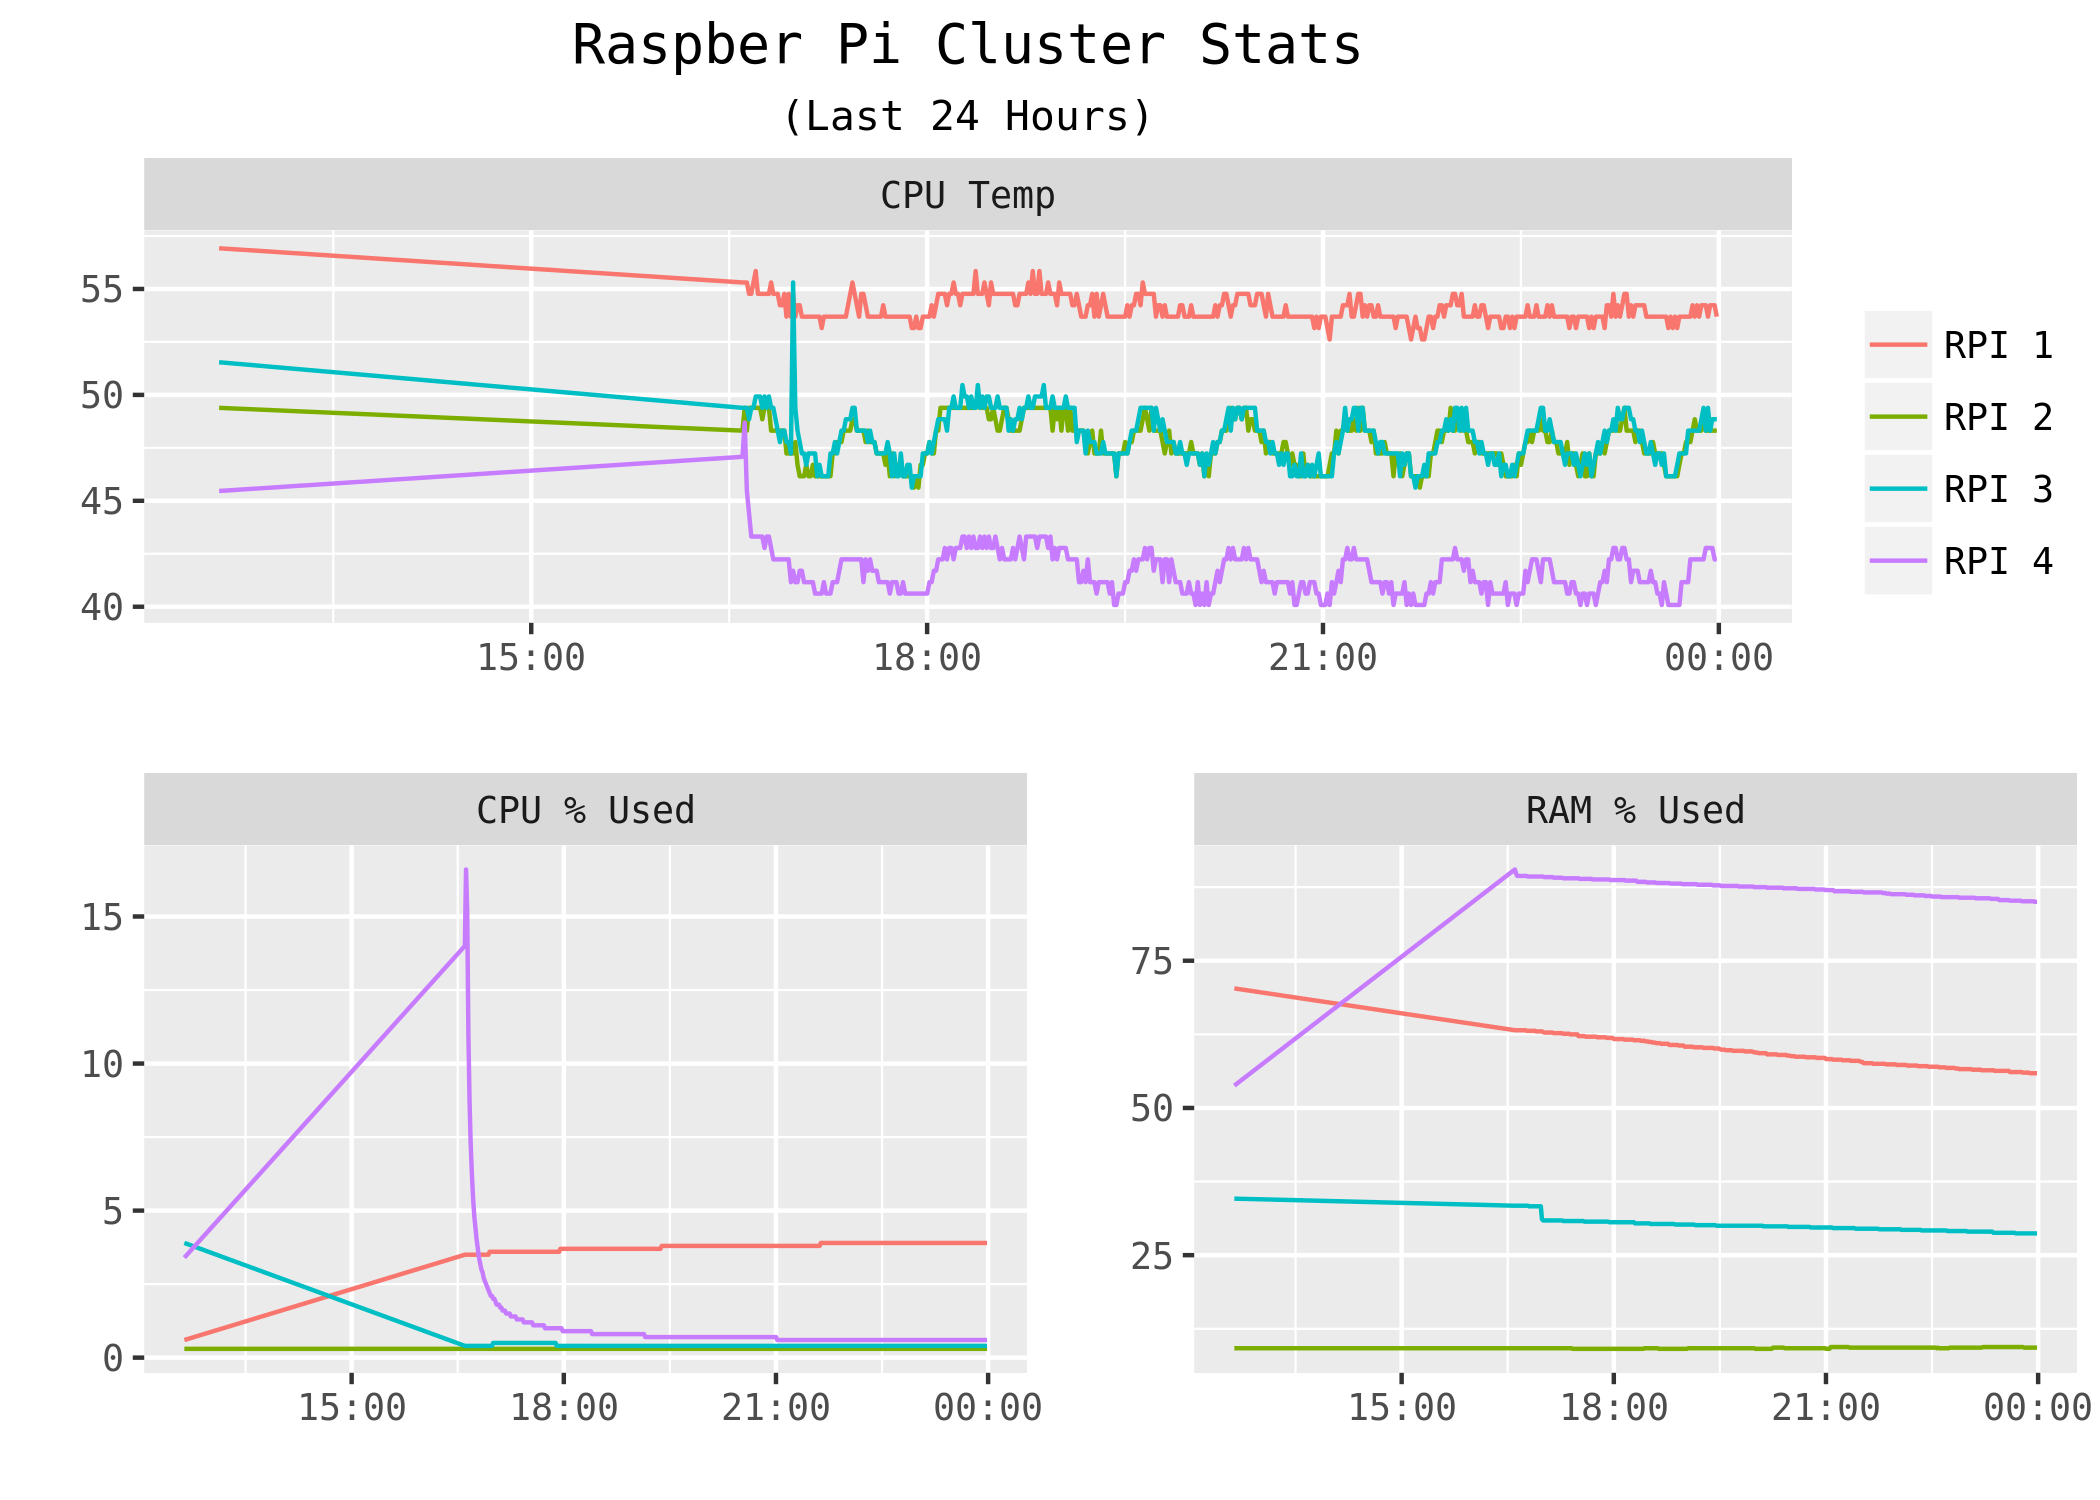 Raspber Pi Cluster Stats
(Last 24 Hours)
CPU Temp
55
50
45
40
15:00 18:00 21:00 00:00
RPI 1
RPI 2
RPI 3
RPI 4
CPU % Used
15
10
5
0
15:00 18:00 21:00 00:00
RAM % Used
75
50
25
15:00 18:00 21:00 00:00